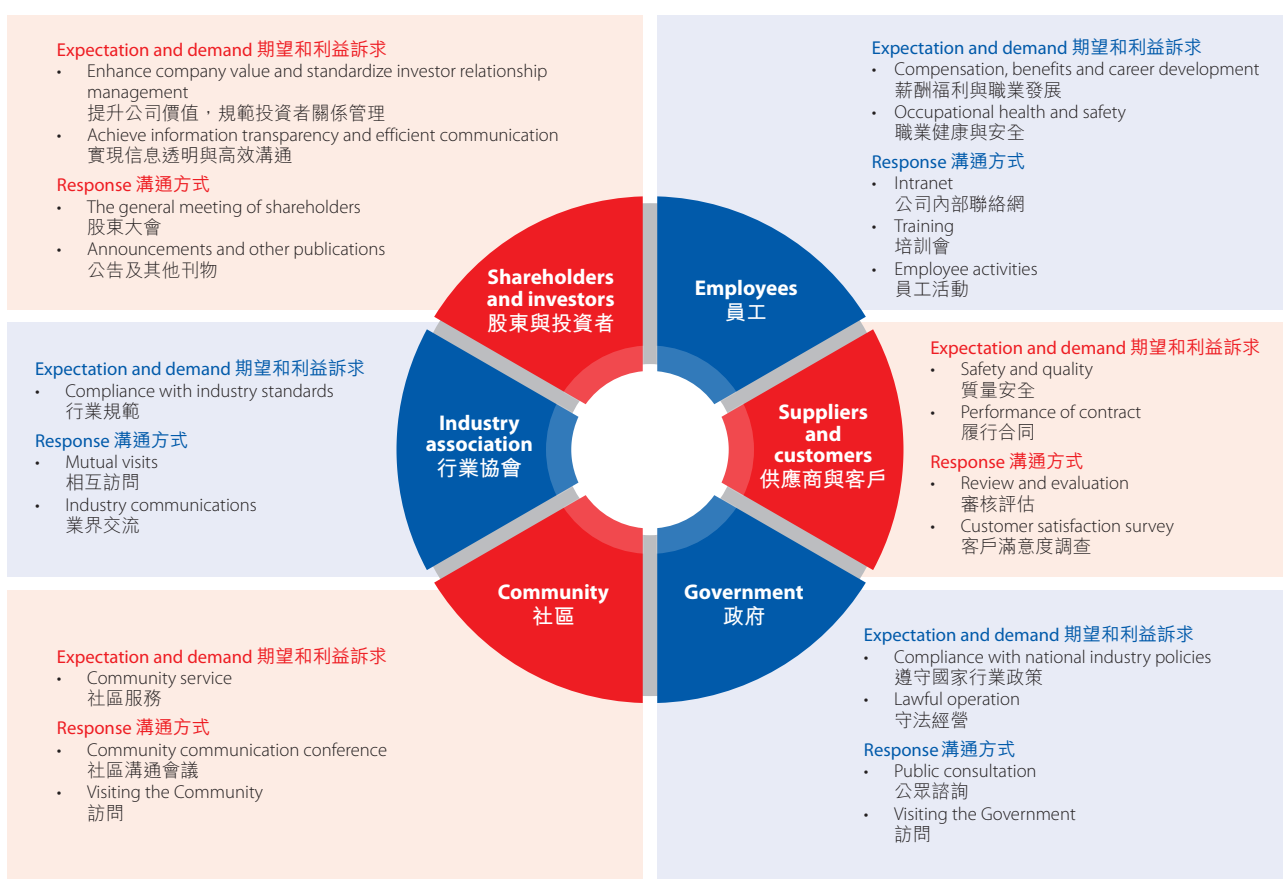 Expectation and demand 期望和利益訴求
• Enhance company value and standardize investor relationship
management
提升公司價值，規範投資者關係管理
• Achieve information transparency and efficient communication
實現信息透明與高效溝通
Response 溝通方式
• The general meeting of shareholders
股東大會
• Announcements and other publications
公告及其他刊物
Shareholders
and investors
股東與投資者
Expectation and demand 期望和利益訴求
• Compensation, benefits and career development
薪酬福利與職業發展
• Occupational health and safety
職業健康與安全
Response 溝通方式
• Intranet
公司內部聯絡網
• Training
培訓會
• Employee activities
員工活動
Employees
員工
Expectation and demand 期望和利益訴求
• Compliance with industry standards
行業規範
Response 溝通方式
• Mutual visits
相互訪問
• Industry communications
業界交流
Industry
association
行業協會
Suppliers
and
customers
供應商與客戶
Expectation and demand 期望和利益訴求
• Safety and quality
質量安全
• Performance of contract
履行合同
Response 溝通方式
• Review and evaluation
審核評估
• Customer satisfaction survey
客戶滿意度調查
Community
社區
Expectation and demand 期望和利益訴求
• Community service
社區服務
Response 溝通方式
• Community communication conference
社區溝通會議
• Visiting the Community
訪問
Government
政府
Expectation and demand 期望和利益訴求
• Compliance with national industry policies
遵守國家行業政策
• Lawful operation
守法經營
Response 溝通方式
• Public consultation
公眾諮詢
• Visiting the Government
訪問